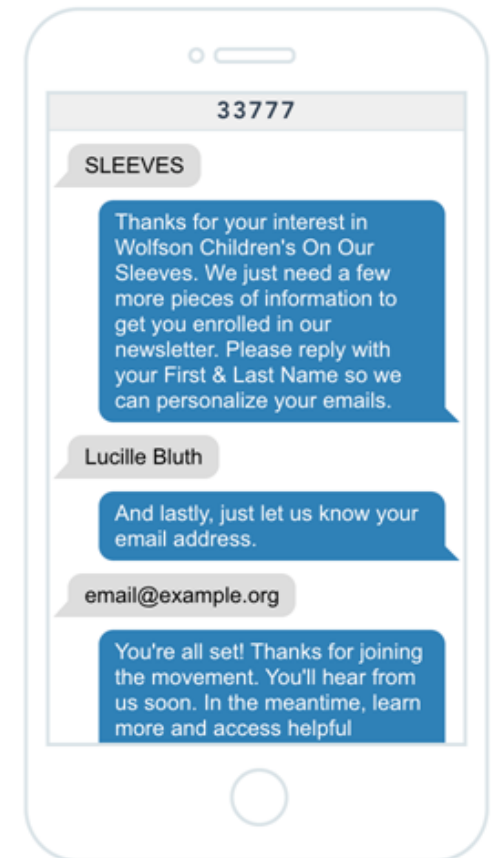 33777
SLEEVES
Thanks for your interest in
Wolfson Children's On Our
Sleeves. We just need a few
more pieces of information to
get you enrolled in our
newsletter. Please reply with
your First & Last Name so we
can personalize your emails.
Lucille Bluth
And lastly, just let us know your
email address.
email@example.org
You're all set! Thanks for joining
the movement. You'll hear from
us soon. In the meantime, learn
more and access helpful